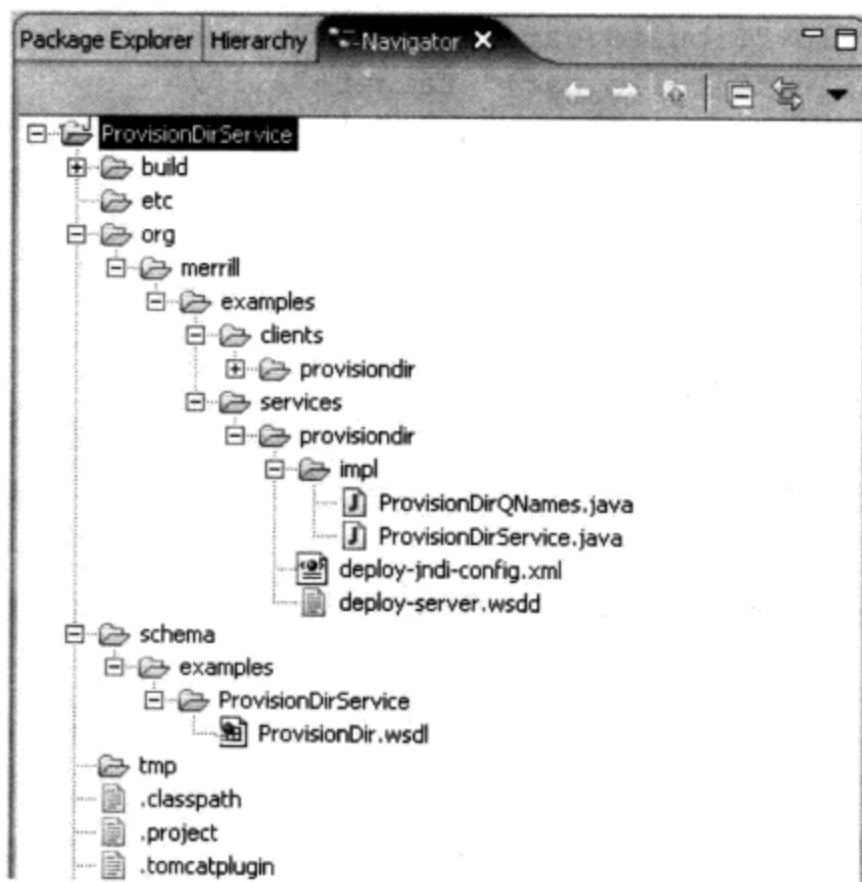 Package Explorer Hierarchy Navigator
ProvisionDirService
build
etc
org
merrill
examples
clients
provisiondir
services
provisiondir
impl
ProvisionDirQNames.java
ProvisionDirService.java
deploy-jndi-config.xml
deploy-server.wsdd
schema
examples
ProvisionDirService
ProvisionDir.wsdl
tmp
.classpath
.project
.tomcatplugin